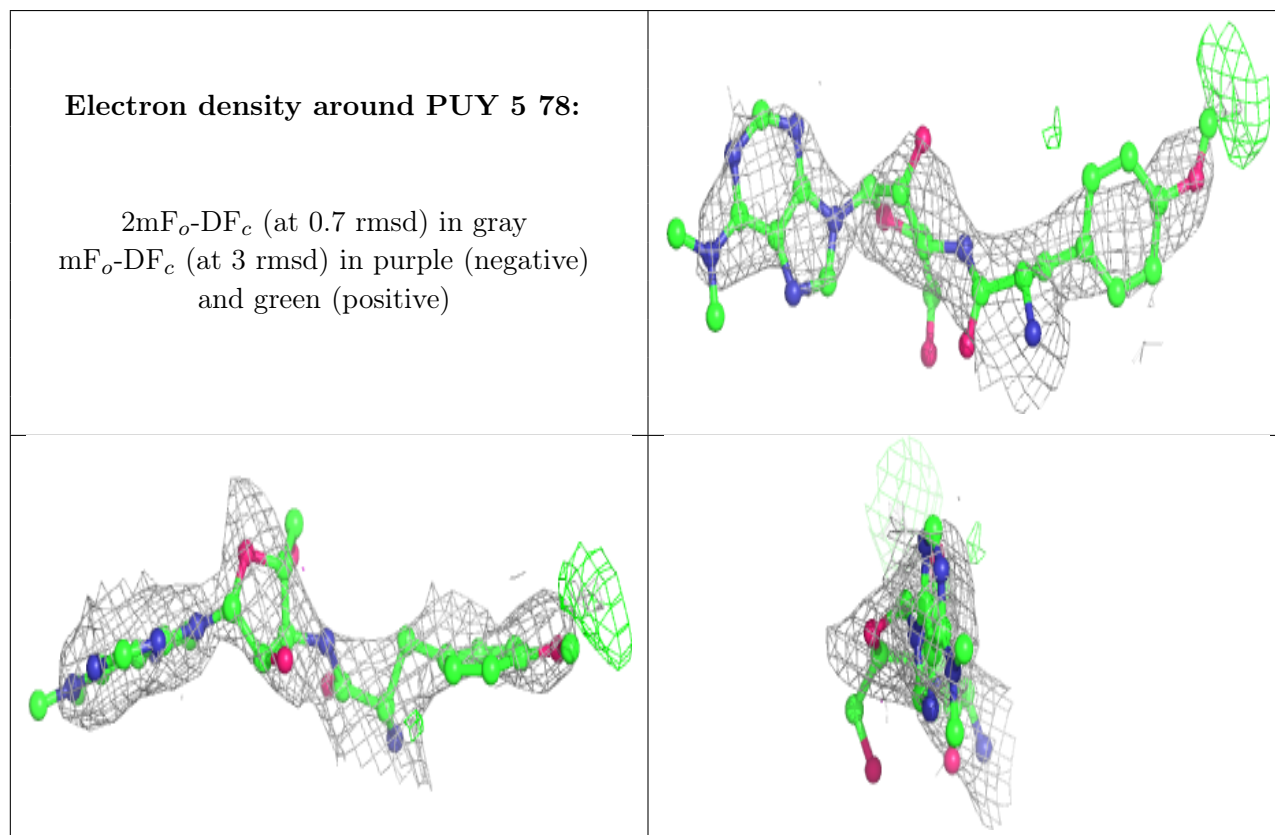 Electron density around PUY 5 78:
2mFo-DFc (at 0.7 rmsd) in gray
mFo-DFc (at 3 rmsd) in purple (negative)
and green (positive)